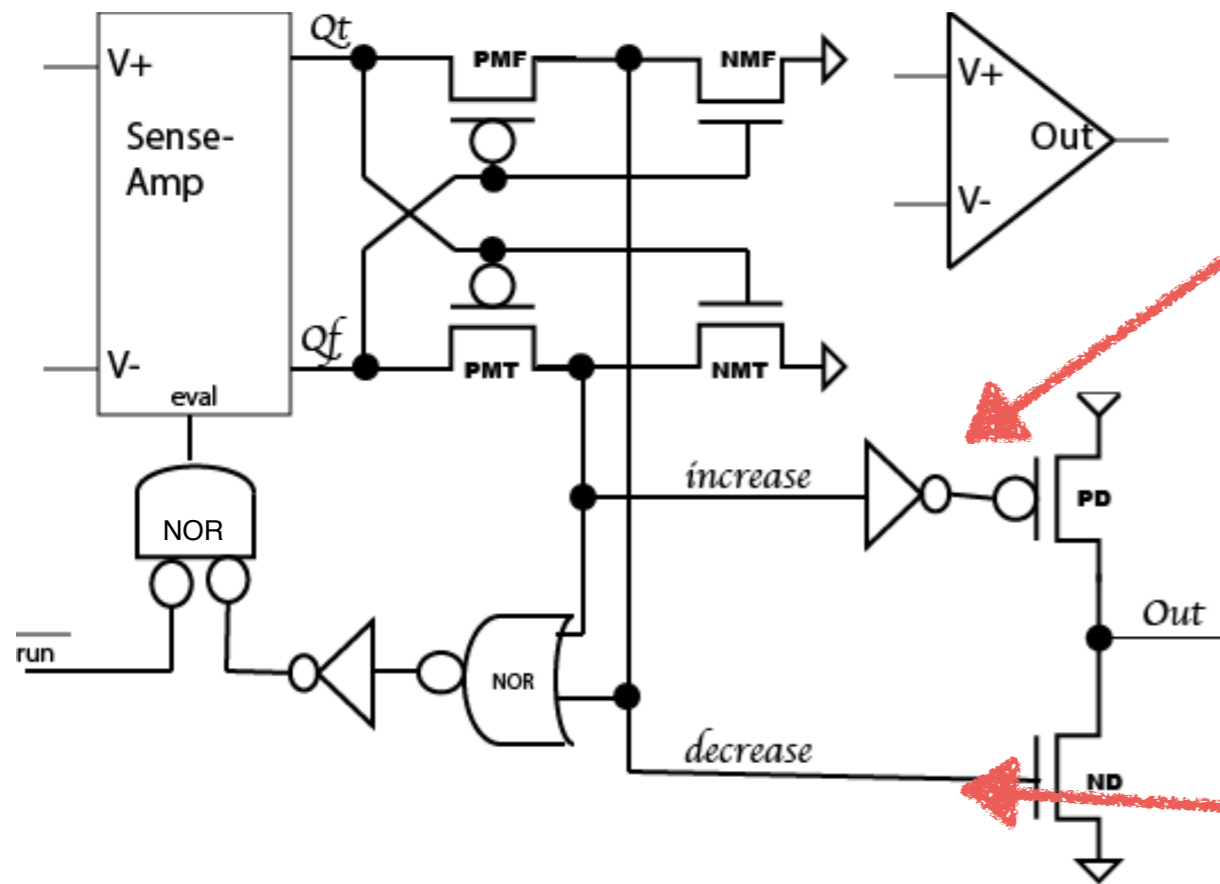 Qt
V+
PMF
NMF
V+
Sense-
Amp
Out
V-
Qf
V-
PMT
NMT
eval
increase
PD
NOR
Out
run
NOR
decrease
ND